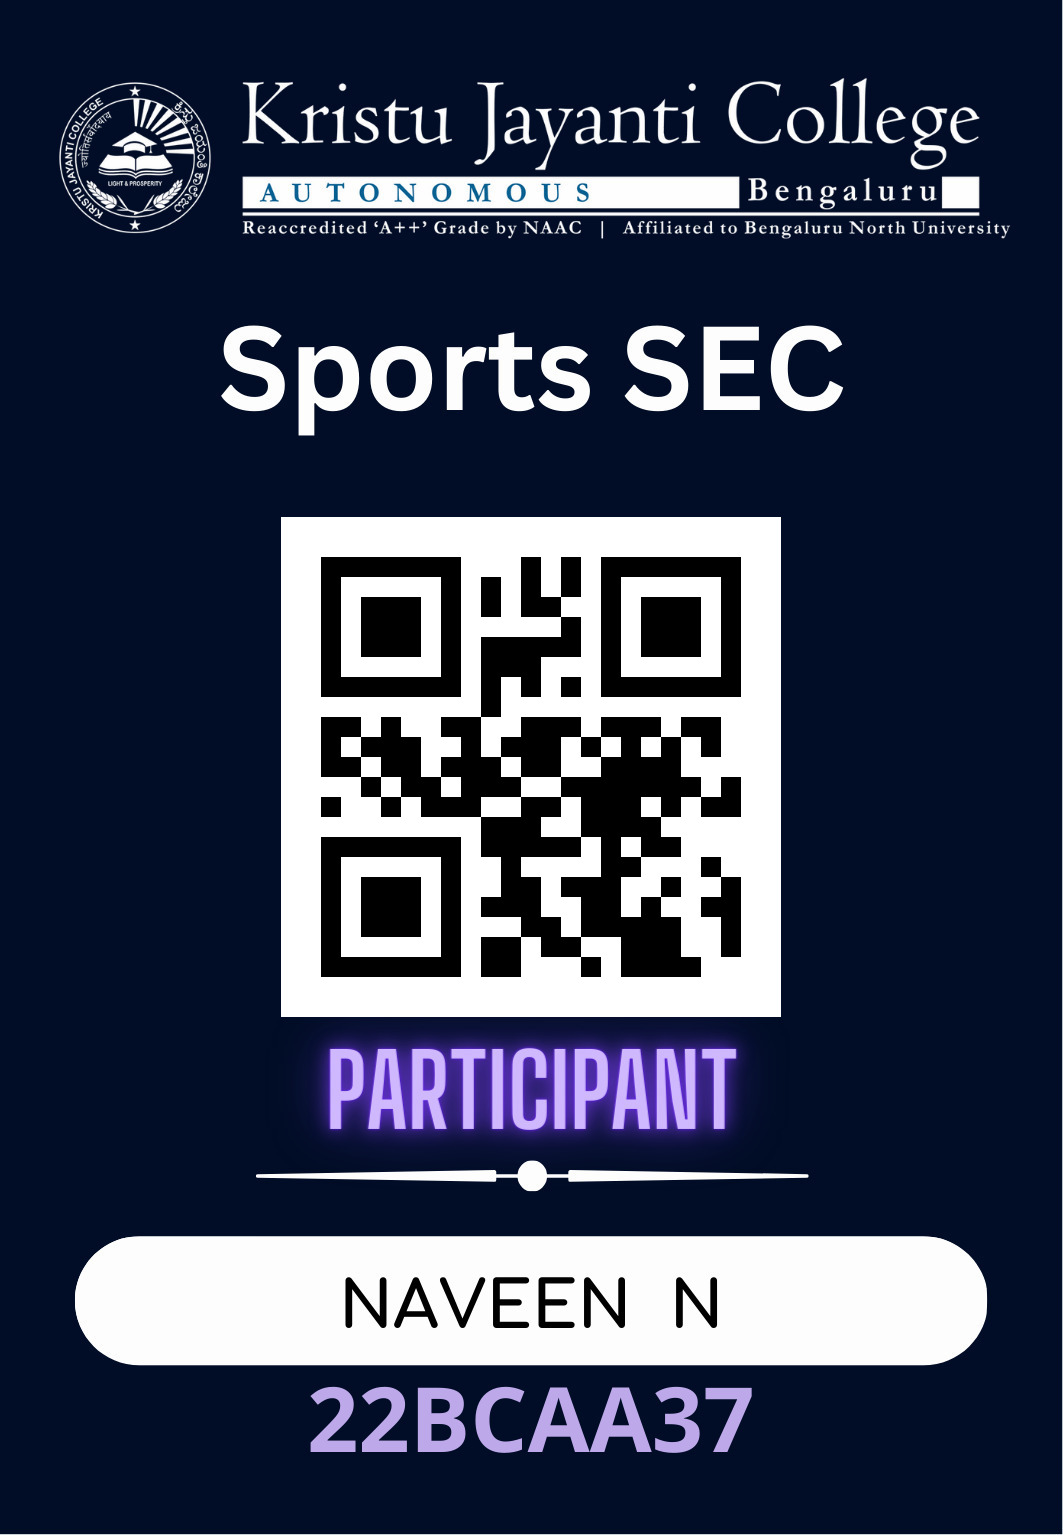 KRISTU JAYANTI COLLEGE
ಕ್ರಿಸ್ತು ಜಯಂತಿ ಕಾಲೇಜು
LIGHT & PROSPERITY
Kristu Jayanti College
AUTONOMOUS Bengaluru
Reaccredited ‘A++’ Grade by NAAC | Affiliated to Bengaluru North University
Sports SEC
PARTICIPANT
NAVEEN N
22BCAA37